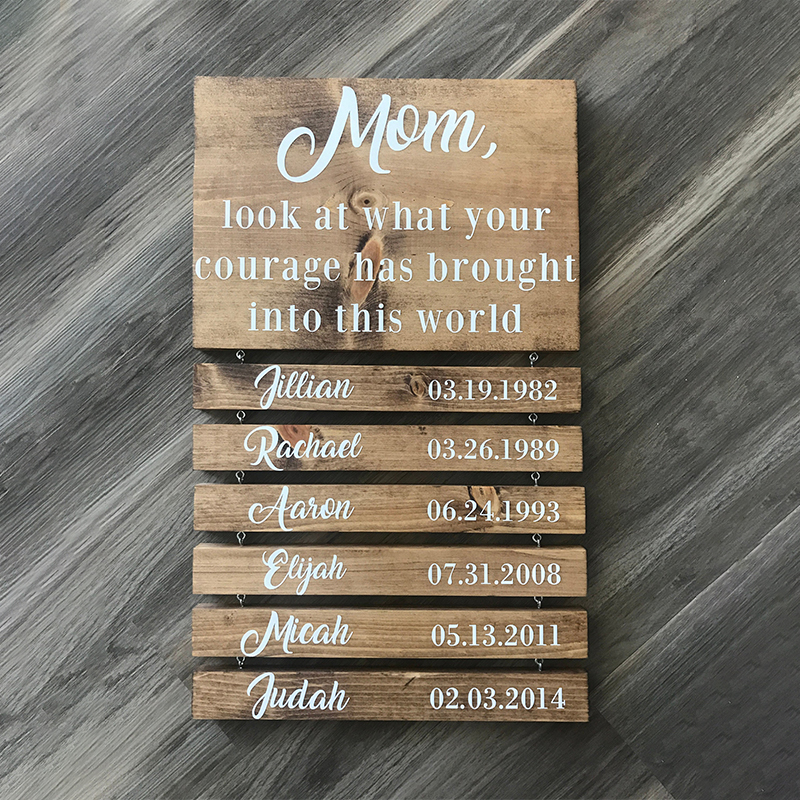 Mom,
look at what your
courage has brought
into this world
Jillian 03.19.1982
Rachael 03.26.1989
Aaron 06.24.1993
Elijah 07.31.2008
Micah 05.13.2011
Judah 02.03.2014